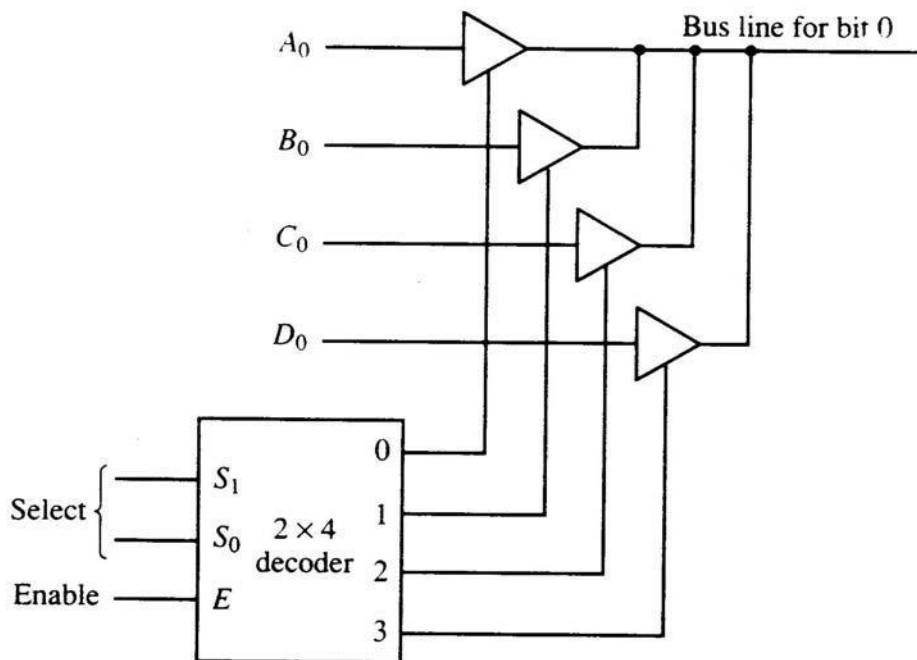 A₀
Bus line for bit 0
B₀
C₀
D₀
0
Select
S₁
1
S₀
2 × 4
decoder
2
Enable
E
3